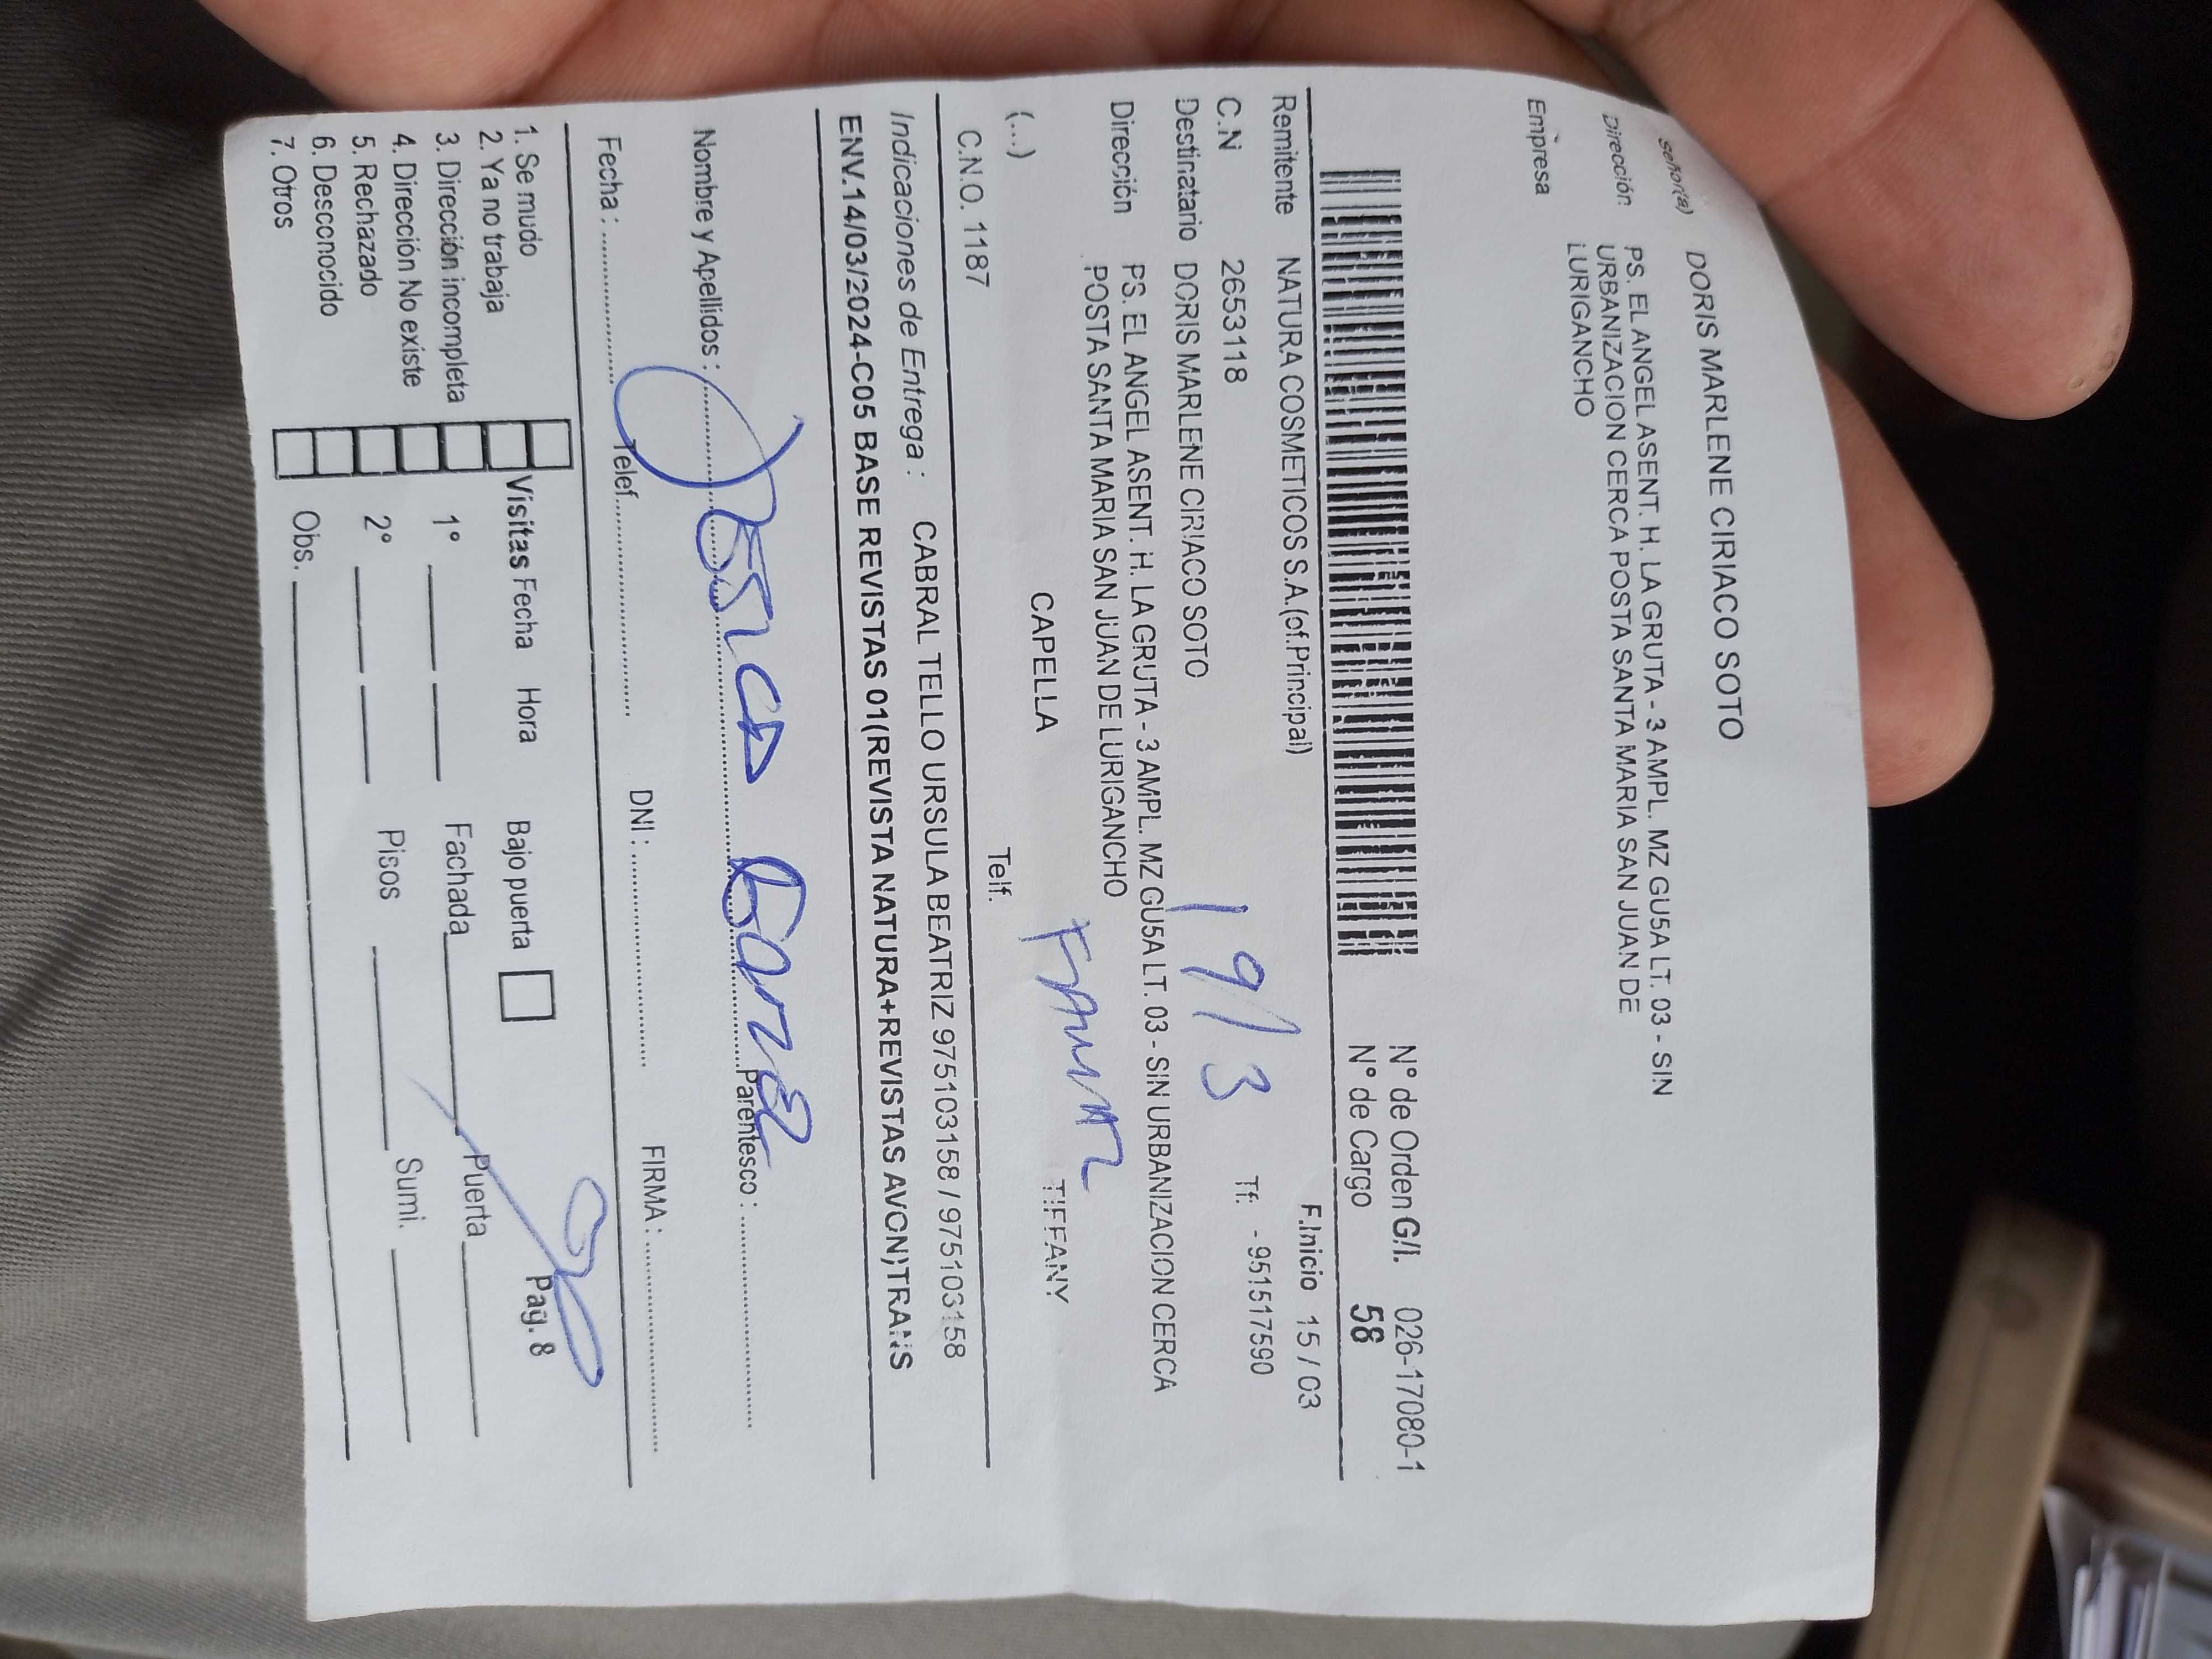 Señor(a) DORIS MARLENE CIRIACO SOTO
Dirección PS. EL ANGEL ASENT. H. LA GRUTA - 3 AMPL. MZ GU5A LT. 03 - SIN
URBANIZACION CERCA POSTA SANTA MARIA SAN JUAN DE
LURIGANCHO
Empresa
N° de Orden G/I. 026-17080-1
N° de Cargo 58
Remitente NATURA COSMETICOS S.A.(of.Principal) F.Inicio 15 / 03
C.N 2653118 19/3 Tf: - 951517590
Destinatario DORIS MARLENE CIRIACO SOTO
Dirección PS. EL ANGEL ASENT. H. LA GRUTA - 3 AMPL. MZ GU5A LT. 03 - SIN URBANIZACION CERCA
POSTA SANTA MARIA SAN JUAN DE LURIGANCHO
(...) CAPELLA TIFFANY
C.N.O. 1187 Telf.
Indicaciones de Entrega : CABRAL TELLO URSULA BEATRIZ 975103158 / 975103158
ENV.14/03/2024-C05 BASE REVISTAS 01(REVISTA NATURA+REVISTAS AVON)TRANS
Nombre y Apellidos : Parentesco :
Fecha : Telef. DNI : FIRMA :
1. Se mudo
2. Ya no trabaja
3. Dirección incompleta
4. Dirección No existe
5. Rechazado
6. Desconocido
7. Otros
Visitas Fecha Hora Bajo puerta Pag. 8
1° Fachada Puerta
2° Pisos Sumi.
Obs.